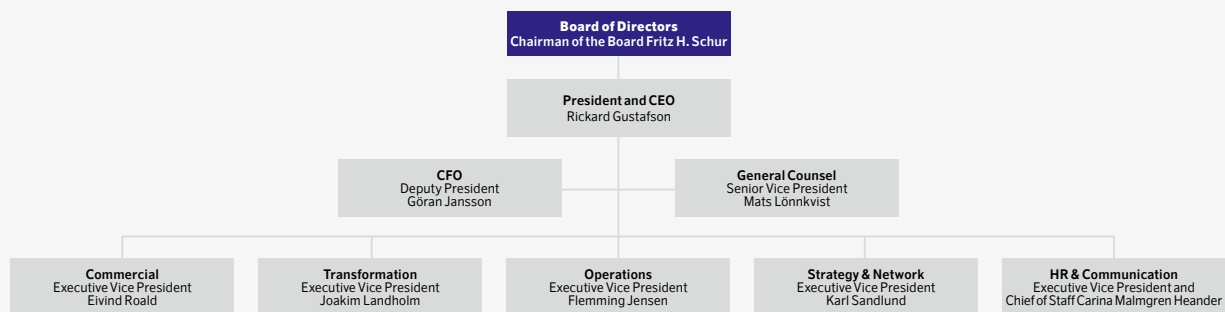 Board of Directors
Chairman of the Board Fritz H. Schur
President and CEO
Rickard Gustafson
CFO
Deputy President
Göran Jansson
General Counsel
Senior Vice President
Mats Lönnkvist
Commercial
Executive Vice President
Eivind Roald
Transformation
Executive Vice President
Joakim Landholm
Operations
Executive Vice President
Flemming Jensen
Strategy & Network
Executive Vice President
Karl Sandlund
HR & Communication
Executive Vice President and
Chief of Staff Carina Malmgren Heander